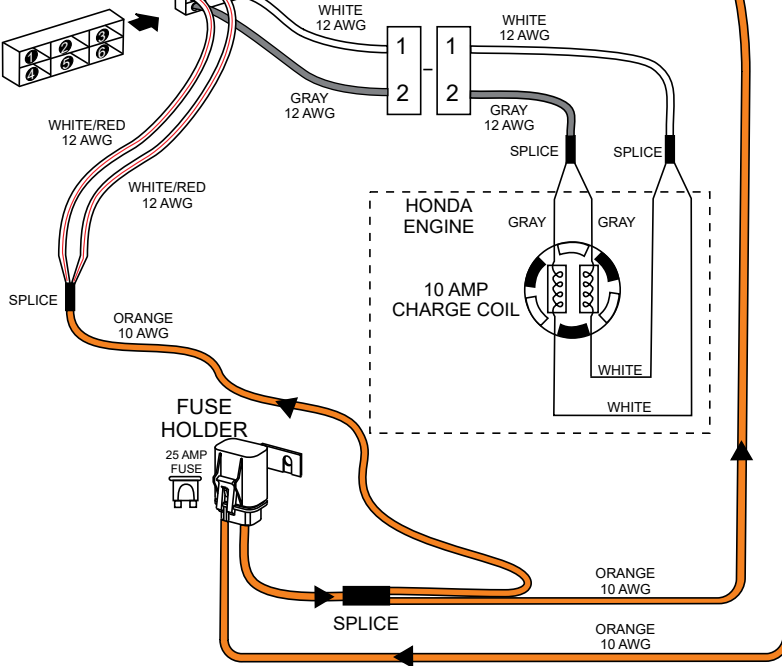 WHITE
12 AWG
WHITE
12 AWG
1 2 3
4 5 6
1
2
1
2
GRAY
12 AWG
GRAY
12 AWG
WHITE/RED
12 AWG
SPLICE
SPLICE
WHITE/RED
12 AWG
HONDA
ENGINE
GRAY
GRAY
10 AMP
CHARGE COIL
SPLICE
ORANGE
10 AWG
WHITE
WHITE
FUSE
HOLDER
25 AMP
FUSE
ORANGE
10 AWG
SPLICE
ORANGE
10 AWG